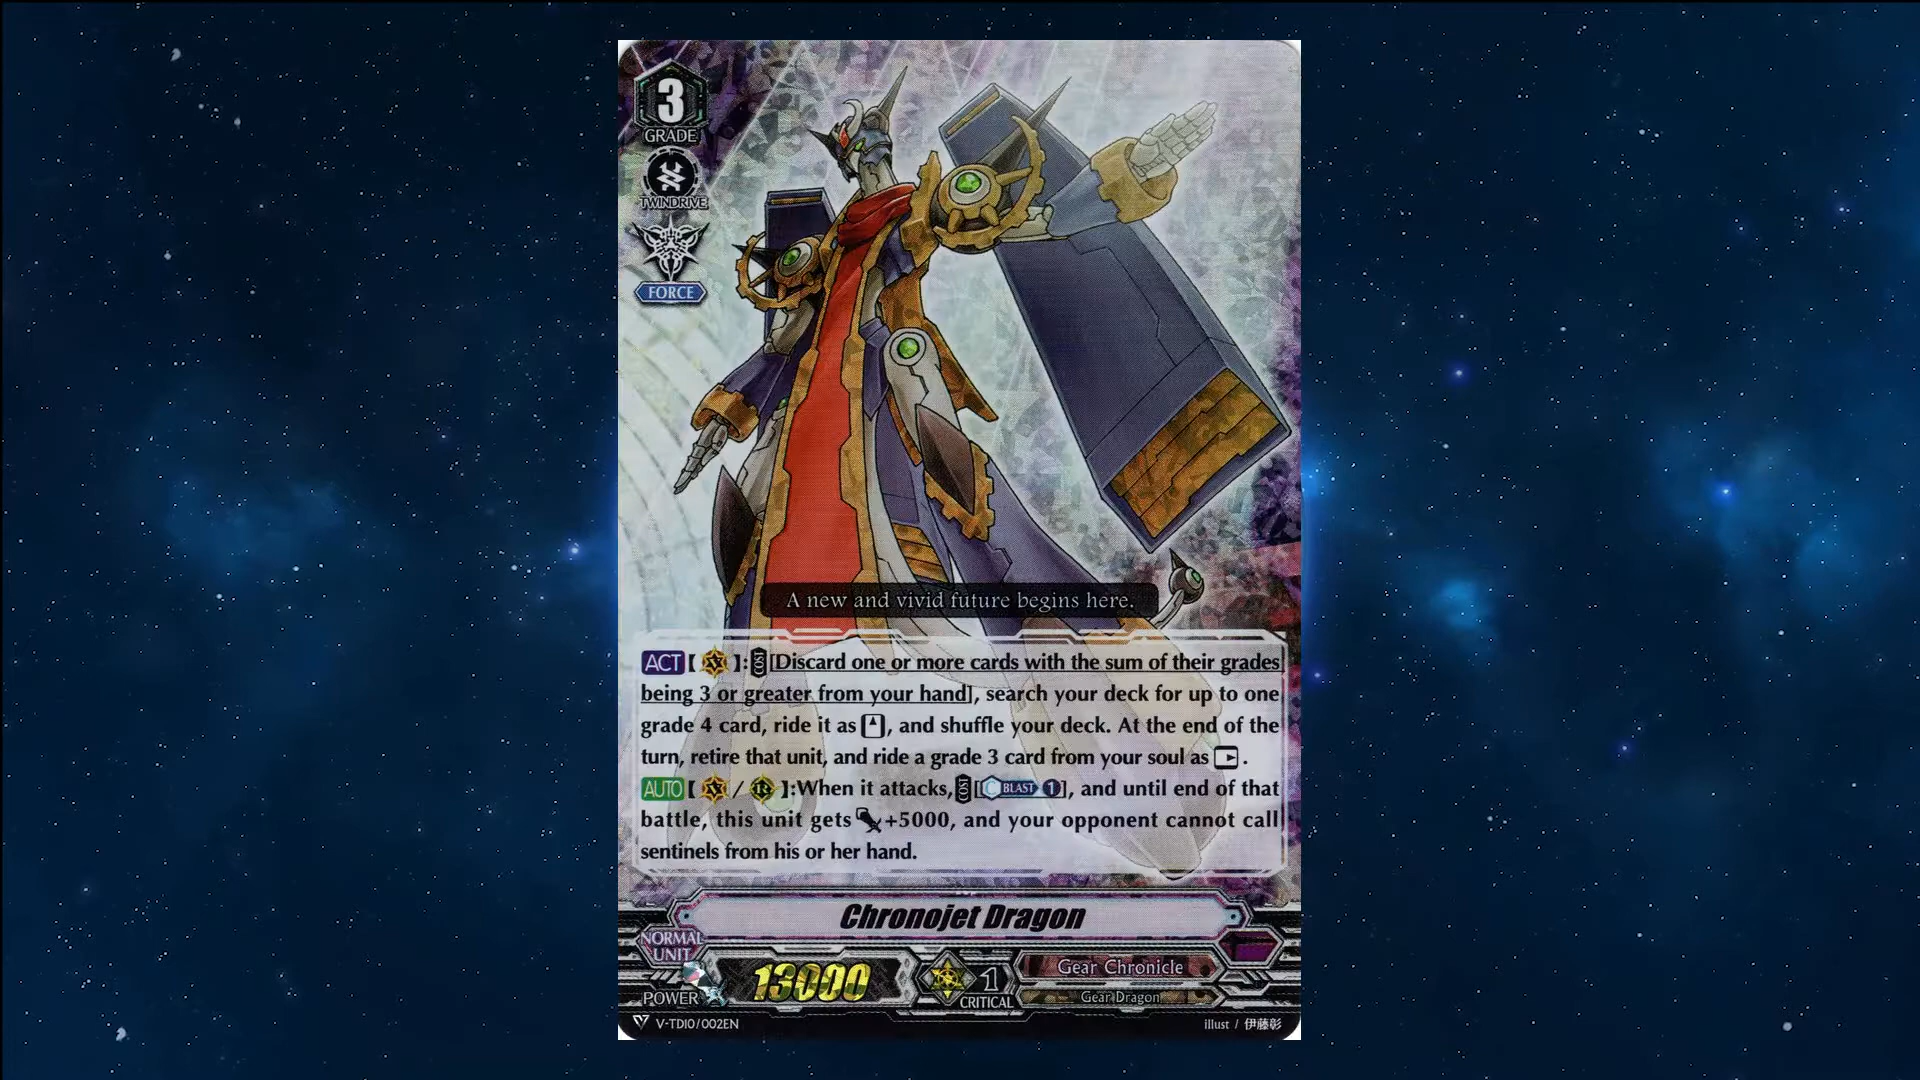 3
GRADE
TWINDRIVE
FORCE
A new and vivid future begins here.
ACT【 】:COST[Discard one or more cards with the sum of their grades
being 3 or greater from your hand], search your deck for up to one
grade 4 card, ride it as , and shuffle your deck. At the end of the
turn, retire that unit, and ride a grade 3 card from your soul as .
AUTO【 V / R 】:When it attacks, COST[C BLAST 1], and until end of that
battle, this unit gets +5000, and your opponent cannot call
sentinels from his or her hand.
Chronojet Dragon
NORMAL
UNIT
POWER 13000
1
CRITICAL
Gear Chronicle
Gear Dragon
V-TD10/002EN
illust / 伊藤彰